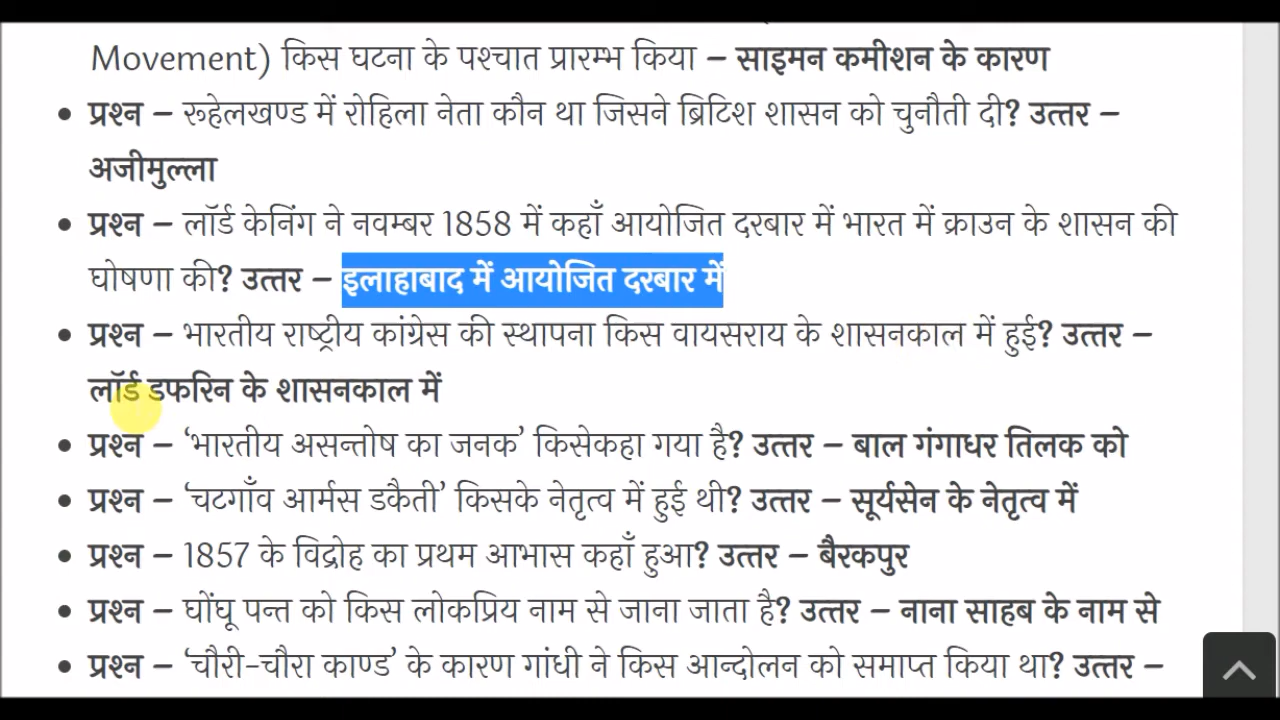 Movement) किस घटना के पश्चात प्रारम्भ किया – साइमन कमीशन के कारण
• प्रश्न – रूहेलखण्ड में रोहिला नेता कौन था जिसने ब्रिटिश शासन को चुनौती दी? उत्तर –
अजीमुल्ला
• प्रश्न – लॉर्ड केनिंग ने नवम्बर 1858 में कहाँ आयोजित दरबार में भारत में क्राउन के शासन की
घोषणा की? उत्तर – इलाहाबाद में आयोजित दरबार में
• प्रश्न – भारतीय राष्ट्रीय कांग्रेस की स्थापना किस वायसराय के शासनकाल में हुई? उत्तर –
लॉर्ड डफरिन के शासनकाल में
• प्रश्न – ‘भारतीय असन्तोष का जनक’ किसेकहा गया है? उत्तर – बाल गंगाधर तिलक को
• प्रश्न – ‘चटगाँव आर्मस डकैती’ किसके नेतृत्व में हुई थी? उत्तर – सूर्यसेन के नेतृत्व में
• प्रश्न – 1857 के विद्रोह का प्रथम आभास कहाँ हुआ? उत्तर – बैरकपुर
• प्रश्न – घोंघू पन्त को किस लोकप्रिय नाम से जाना जाता है? उत्तर – नाना साहब के नाम से
• प्रश्न – ‘चौरी-चौरा काण्ड’ के कारण गांधी ने किस आन्दोलन को समाप्त किया था? उत्तर –